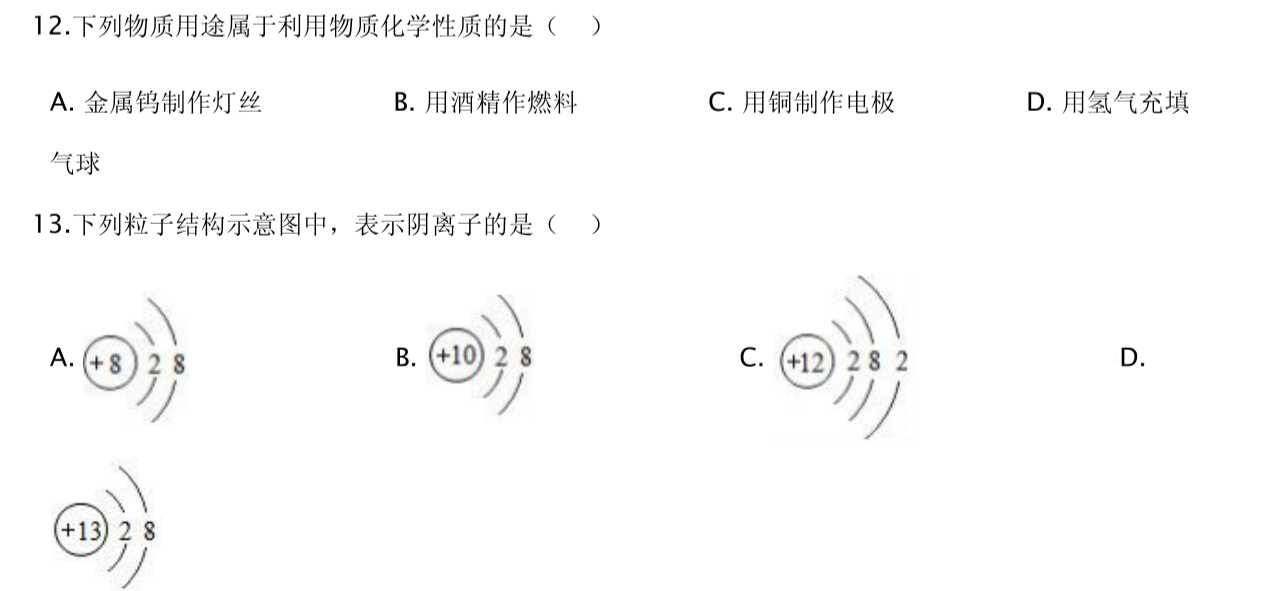 12.下列物质用途属于利用物质化学性质的是（ ）
A. 金属钨制作灯丝 B. 用酒精作燃料 C. 用铜制作电极 D. 用氢气充填
气球
13.下列粒子结构示意图中，表示阴离子的是（ ）
A. +8 2 8 B. +10 2 8 C. +12 2 8 2 D.
+13 2 8